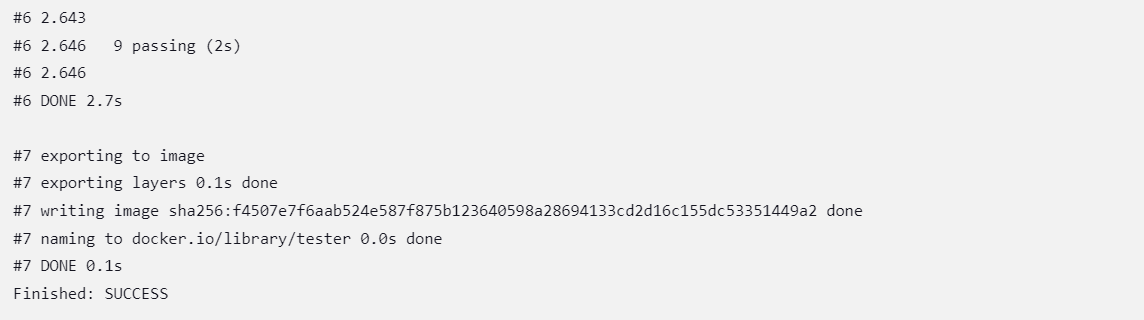 #6 2.643
#6 2.646   9 passing (2s)
#6 2.646
#6 DONE 2.7s

#7 exporting to image
#7 exporting layers 0.1s done
#7 writing image sha256:f4507e7f6aab524e587f875b123640598a28694133cd2d16c155dc53351449a2 done
#7 naming to docker.io/library/tester 0.0s done
#7 DONE 0.1s
Finished: SUCCESS